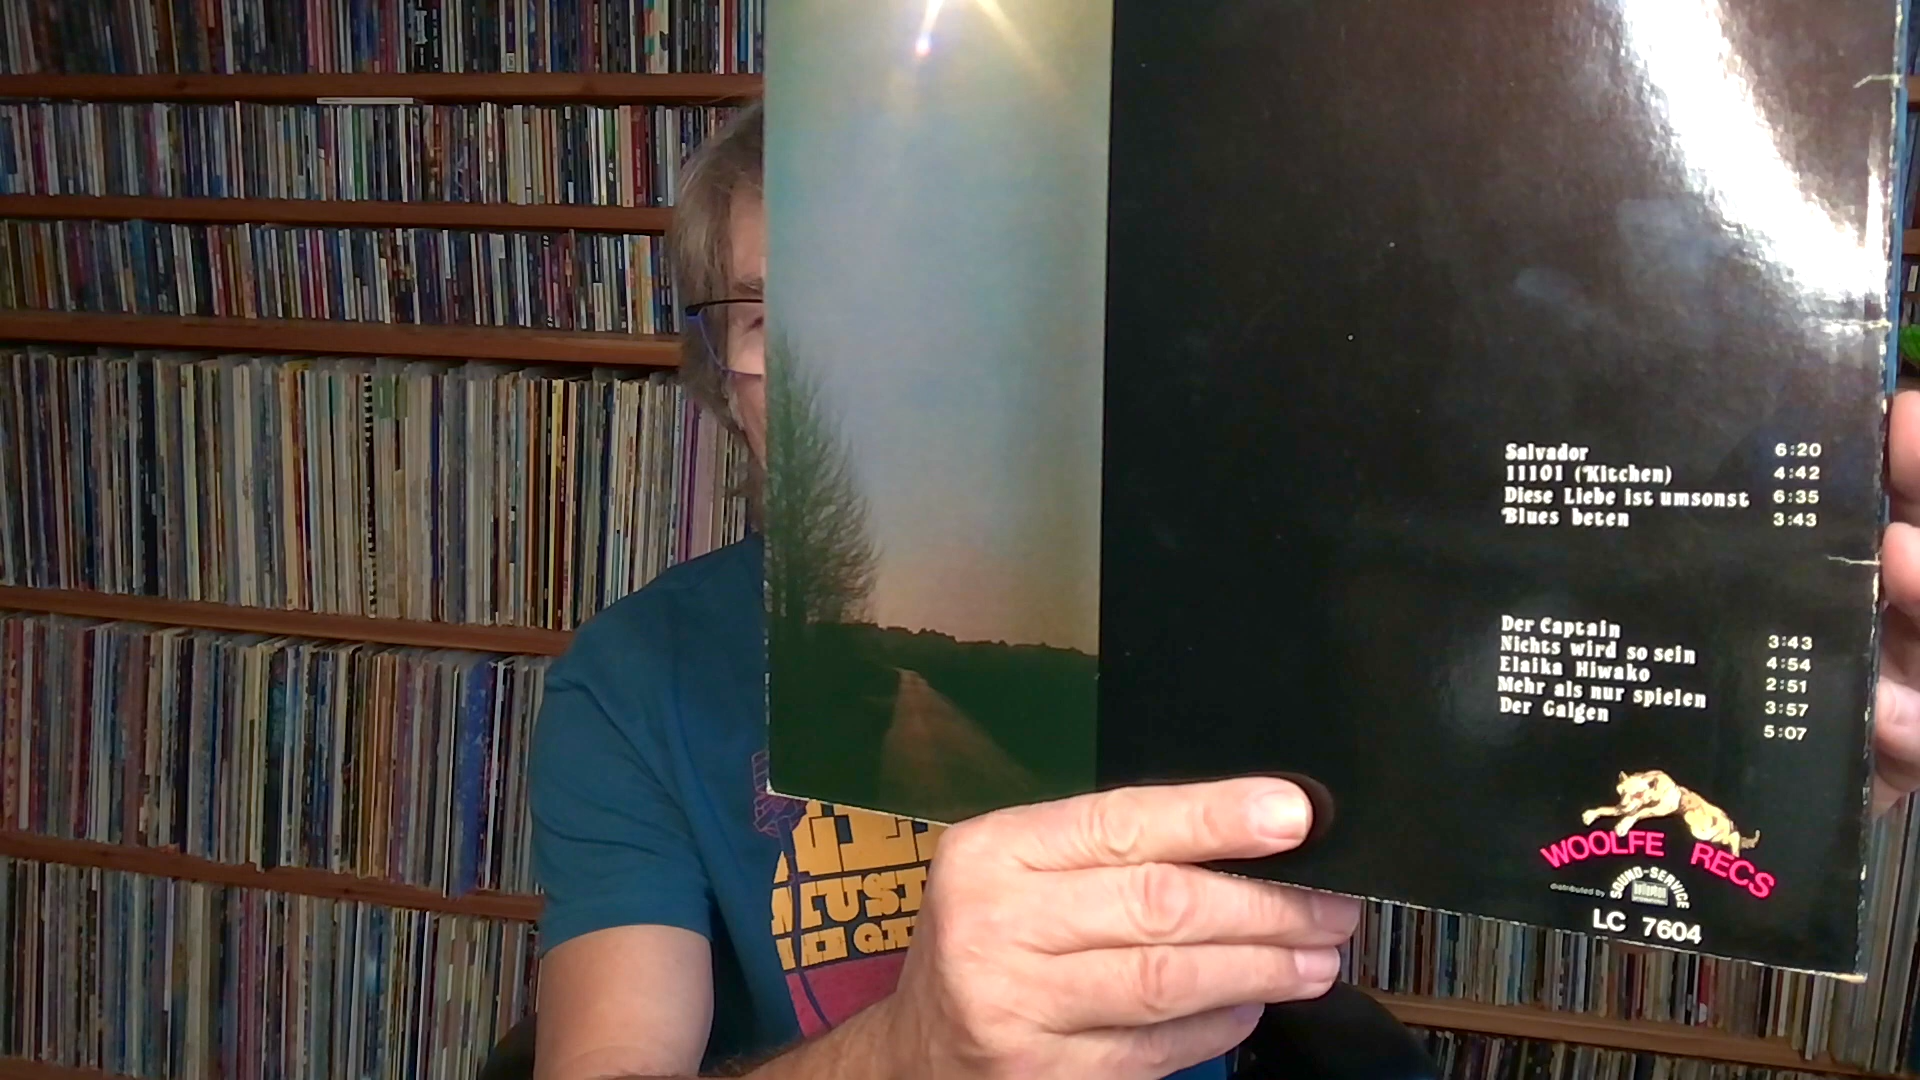 Salvador 6:20
11101 (Kitchen) 4:42
Diese Liebe ist umsonst 6:35
Blues beten 3:43
Der Captain 3:43
Nichts wird so sein 4:54
Elaika Hiwako 2:51
Mehr als nur spielen 3:57
Der Galgen 5:07
WOOLFE RECS
distributed by SOUND-SERVICE
LC 7604